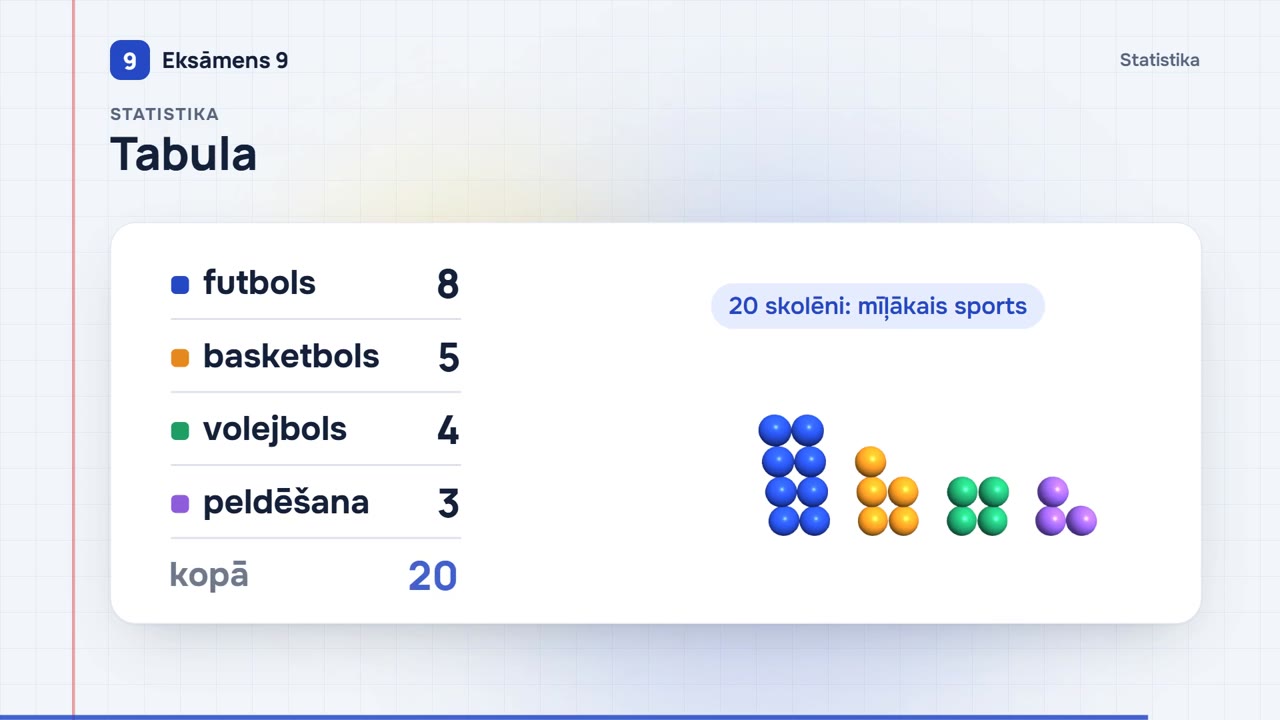 9 Eksāmens 9
Statistika
STATISTIKA
Tabula
futbols 8
basketbols 5
volejbols 4
peldēšana 3
kopā 20
20 skolēni: mīļākais sports